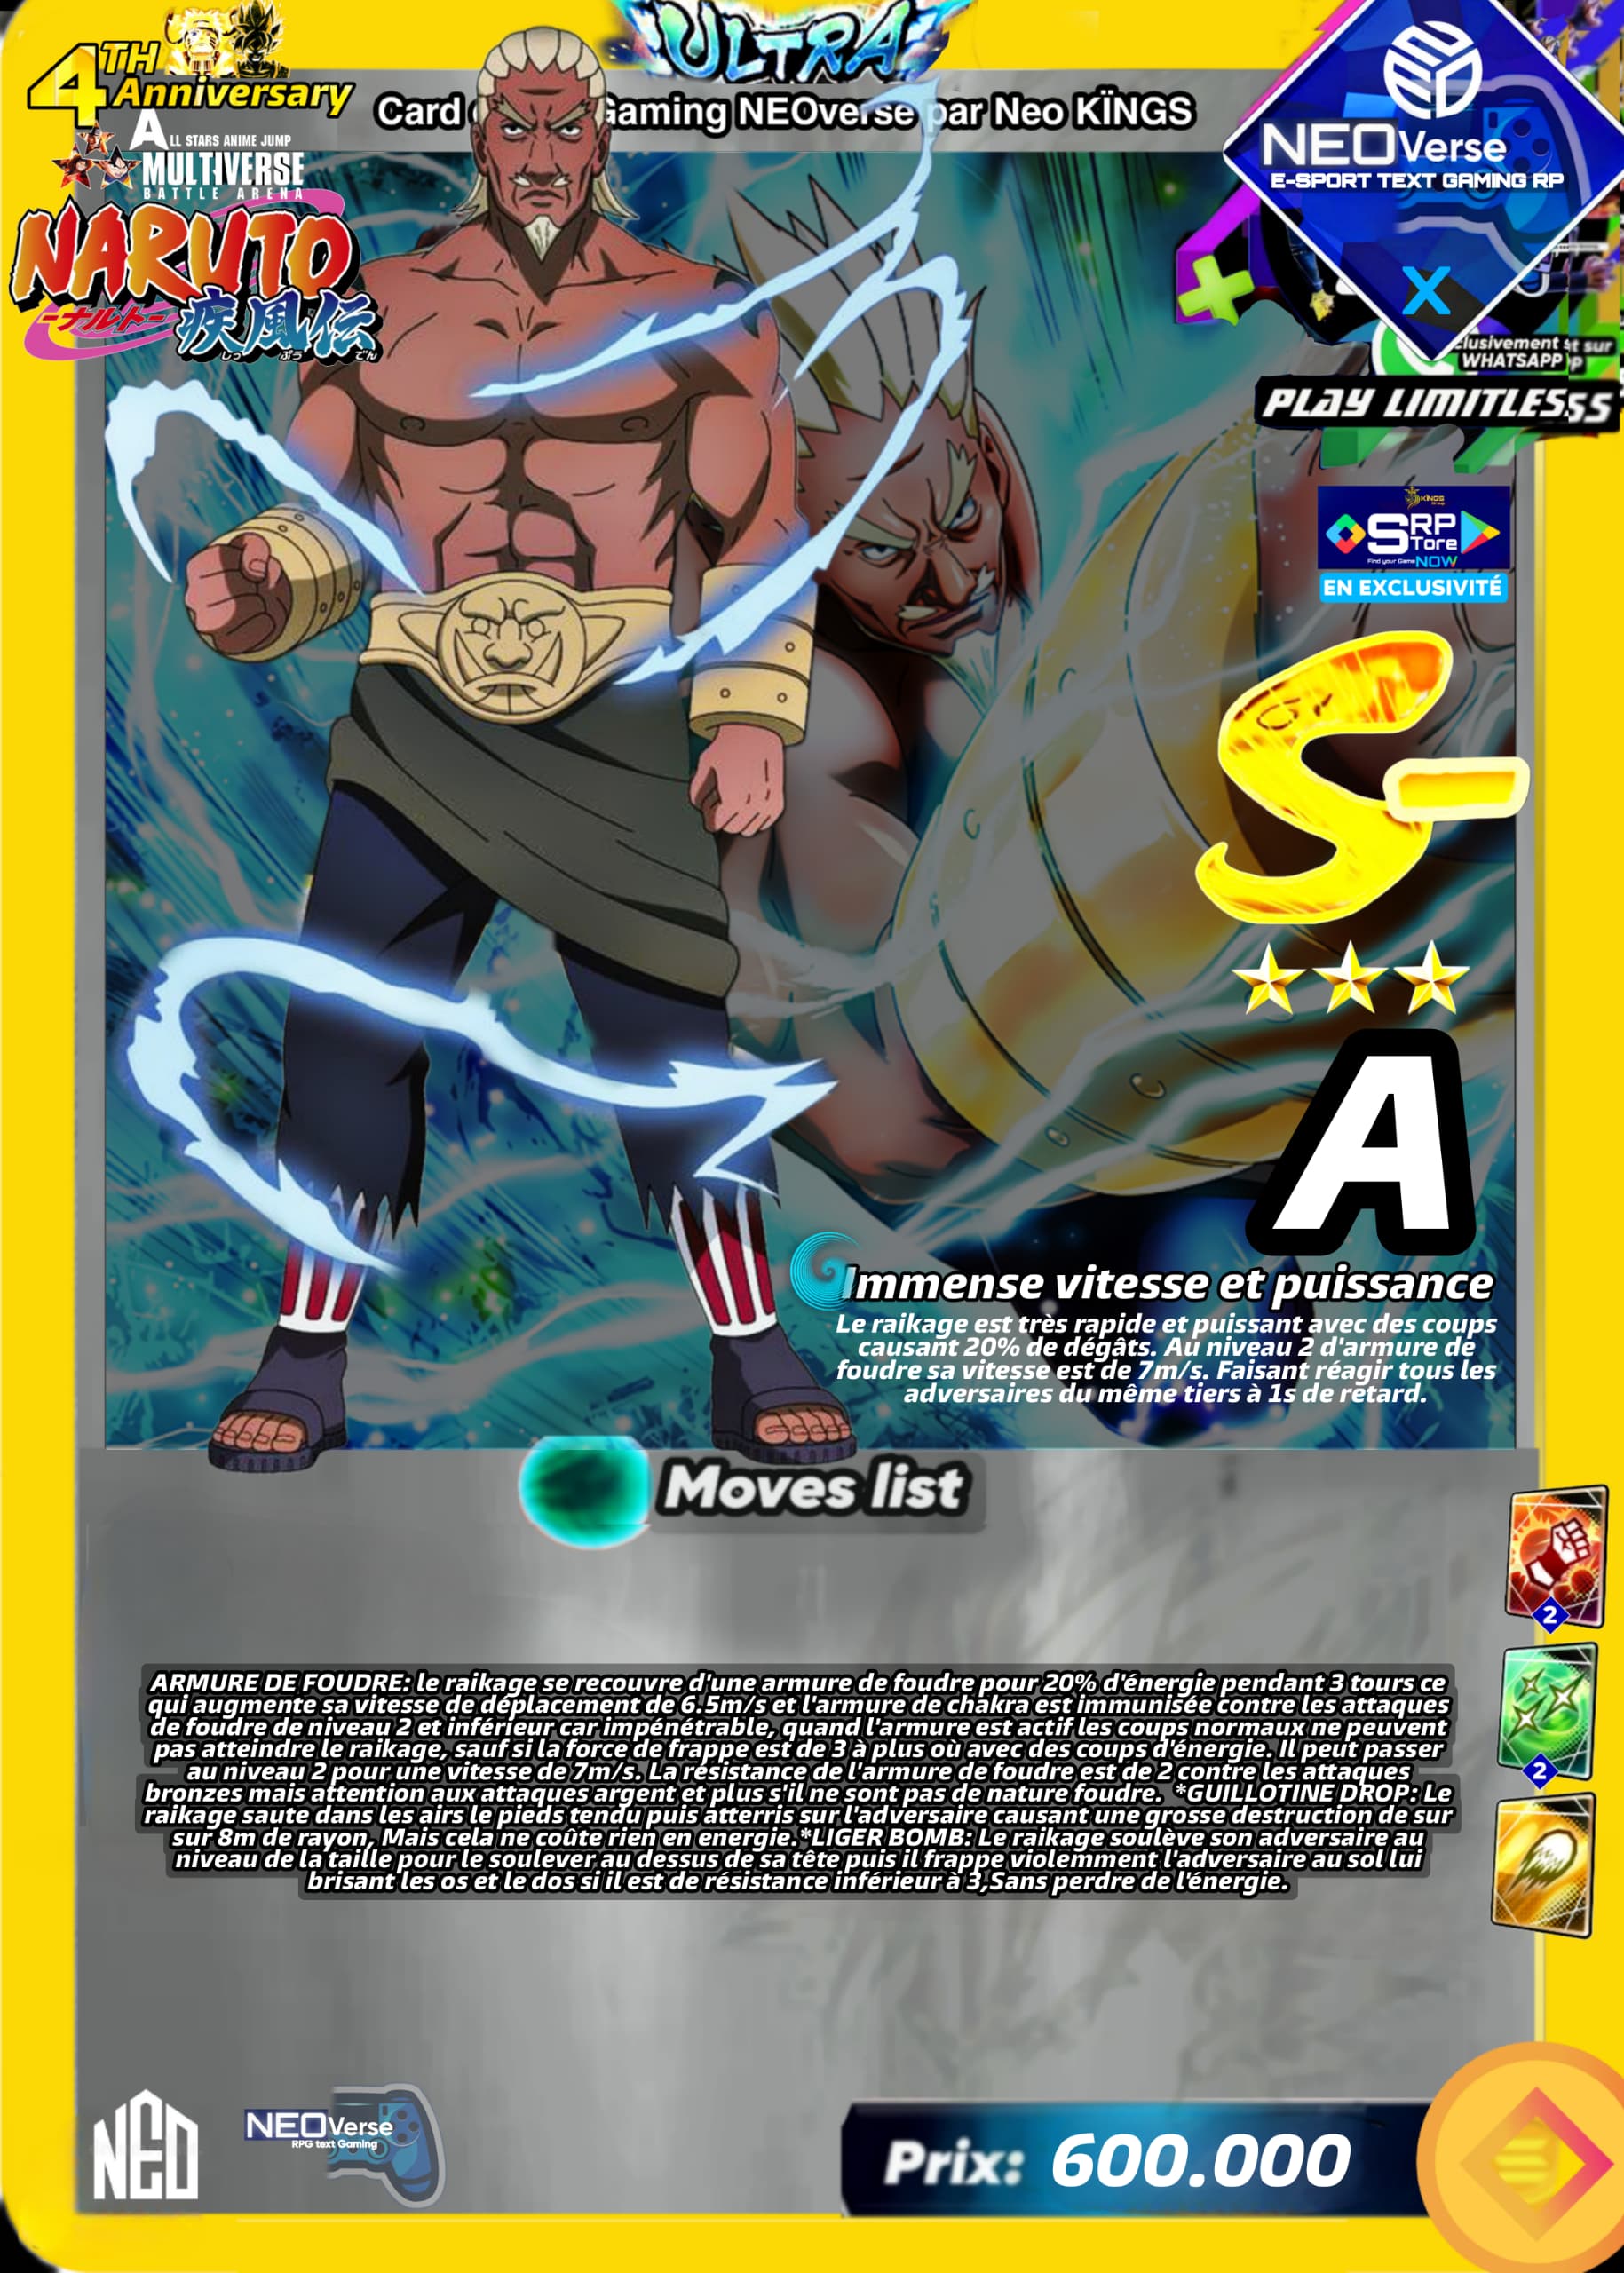 ULTRA
4TH
Anniversary
Card Gaming NEOverse par Neo KÏNGS
ALL STARS ANIME JUMP
MULTIVERSE
BATTLE ARENA
NARUTO
ナルト
疾風伝
しっ ぷう でん
NEOVerse
E-SPORT TEXT GAMING RP
X
clusivement st sur
WHATSAPP P
PLAY LIMITLESSS
KÏNGS
SRP
Tore
Find your Game NOW
EN EXCLUSIVITÉ
S-
A
Immense vitesse et puissance
Le raikage est très rapide et puissant avec des coups
causant 20% de dégâts. Au niveau 2 d'armure de
foudre sa vitesse est de 7m/s. Faisant réagir tous les
adversaires du même tiers à 1s de retard.
Moves list
2
2
ARMURE DE FOUDRE: le raikage se recouvre d'une armure de foudre pour 20% d'énergie pendant 3 tours ce
qui augmente sa vitesse de déplacement de 6.5m/s et l'armure de chakra est immunisée contre les attaques
de foudre de niveau 2 et inférieur car impénétrable, quand l'armure est actif les coups normaux ne peuvent
pas atteindre le raikage, sauf si la force de frappe est de 3 à plus où avec des coups d'énergie. Il peut passer
au niveau 2 pour une vitesse de 7m/s. La résistance de l'armure de foudre est de 2 contre les attaques
bronzes mais attention aux attaques argent et plus s'il ne sont pas de nature foudre. *GUILLOTINE DROP: Le
raikage saute dans les airs le pieds tendu puis atterris sur l'adversaire causant une grosse destruction de sur
sur 8m de rayon, Mais cela ne coûte rien en energie.*LIGER BOMB: Le raikage soulève son adversaire au
niveau de la taille pour le soulever au dessus de sa tête puis il frappe violemment l'adversaire au sol lui
brisant les os et le dos si il est de résistance inférieur à 3,Sans perdre de l'énergie.
NEO
NEOVerse
RPG text Gaming
Prix: 600.000